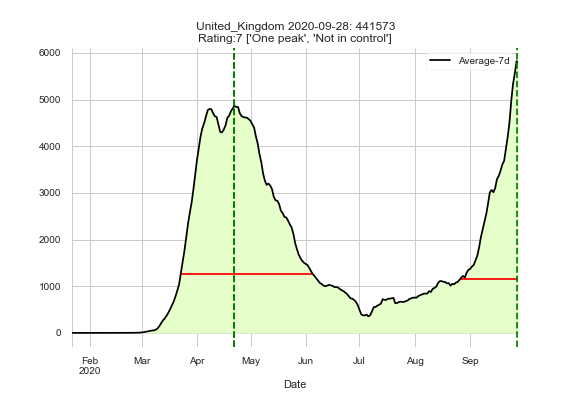 United_Kingdom 2020-09-28: 441573
Rating:7 ['One peak', 'Not in control']
Average-7d
6000
5000
4000
3000
2000
1000
0
Feb Mar Apr May Jun Jul Aug Sep
2020
Date